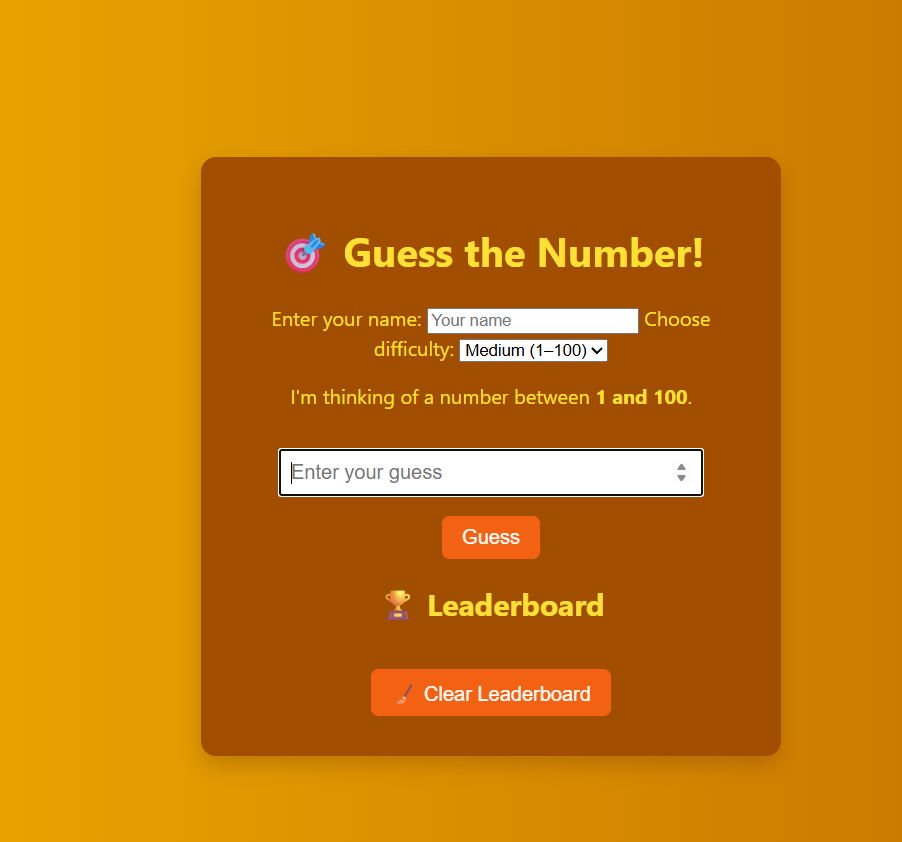 🎯 Guess the Number!
Enter your name: Your name Choose
difficulty: Medium (1–100)
I'm thinking of a number between 1 and 100.
Enter your guess
Guess
🏆 Leaderboard
🧹 Clear Leaderboard